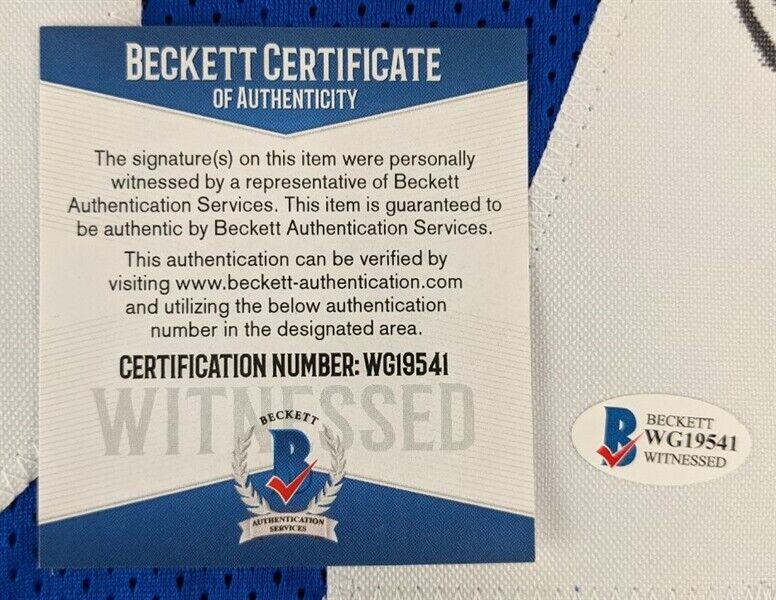 BECKETT CERTIFICATE
OF AUTHENTICITY
The signature(s) on this item were personally
witnessed by a representative of Beckett
Authentication Services. This item is guaranteed to
be authentic by Beckett Authentication Services.
This authentication can be verified by
visiting www.beckett-authentication.com
and utilizing the below authentication
number in the designated area.
CERTIFICATION NUMBER: WG19541
WITNESSED
BECKETT
B
AUTHENTICATION
SERVICES
B
BECKETT
WG19541
WITNESSED